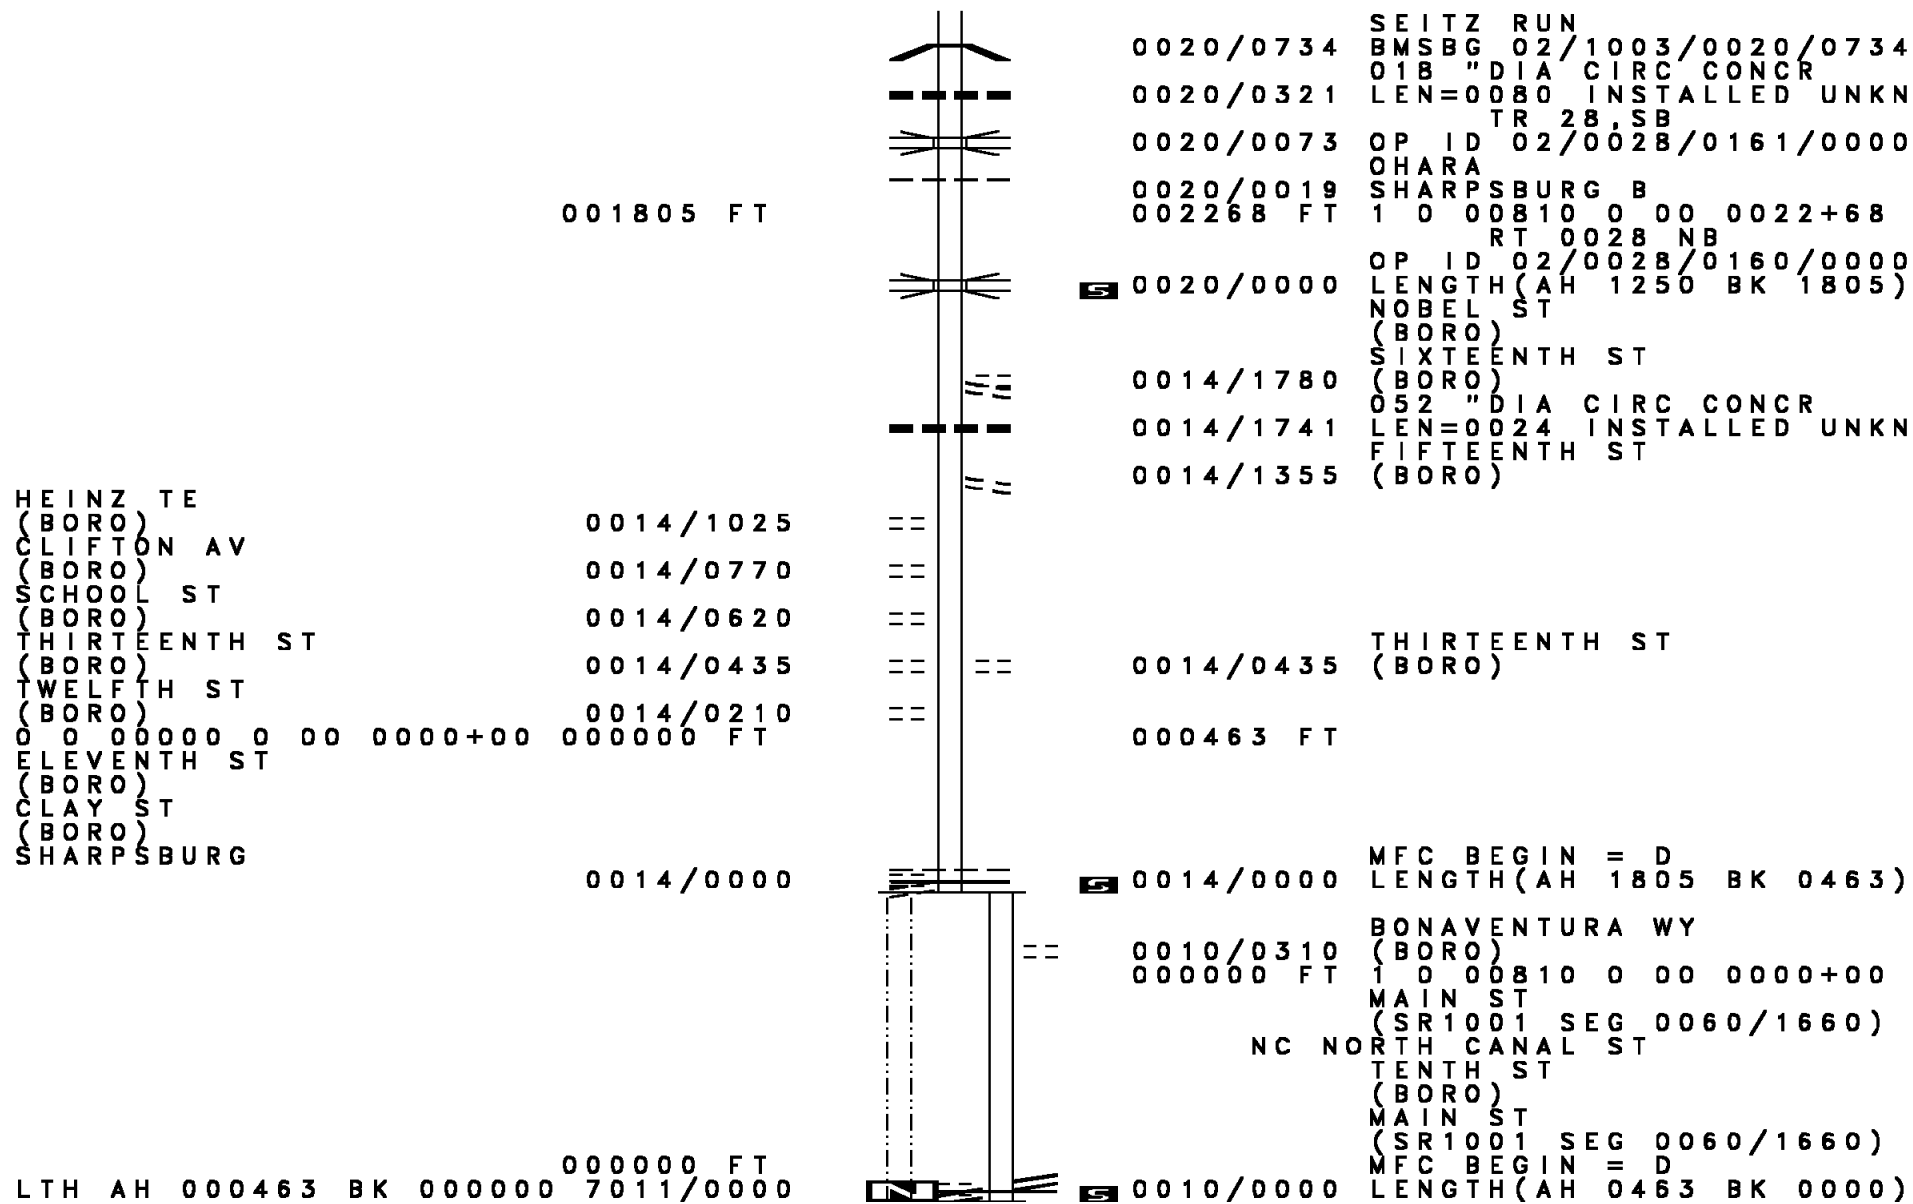 SEITZ RUN
0020/0734 BMSBG 02/1003/0020/0734
018 "DIA CIRC CONCR
0020/0321 LEN=0080 INSTALLED UNKN
TR 28,SB
0020/0073 OP ID 02/0028/0161/0000
OHARA
0020/0019 SHARPSBURG B
001805 FT 002268 FT 1 0 00810 0 00 0022+68
RT 0028 NB
OP ID 02/0028/0160/0000
S 0020/0000 LENGTH(AH 1250 BK 1805)
NOBEL ST
(BORO)
SIXTEENTH ST
0014/1780 (BORO)
052 "DIA CIRC CONCR
0014/1741 LEN=0024 INSTALLED UNKN
FIFTEENTH ST
0014/1355 (BORO)
HEINZ TE
(BORO) 0014/1025
CLIFTON AV
(BORO) 0014/0770
SCHOOL ST
(BORO) 0014/0620
THIRTEENTH ST THIRTEENTH ST
(BORO) 0014/0435 0014/0435 (BORO)
TWELFTH ST
(BORO) 0014/0210
0 0 00000 0 00 0000+00 000000 FT 000463 FT
ELEVENTH ST
(BORO)
CLAY ST
(BORO)
SHARPSBURG MFC BEGIN = D
0014/0000 S 0014/0000 LENGTH(AH 1805 BK 0463)
BONAVENTURA WY
0010/0310 (BORO)
000000 FT 1 0 00810 0 00 0000+00
MAIN ST
(SR1001 SEG 0060/1660)
NC NORTH CANAL ST
TENTH ST
(BORO)
MAIN ST
(SR1001 SEG 0060/1660)
000000 FT MFC BEGIN = D
LTH AH 000463 BK 000000 7011/0000 N S 0010/0000 LENGTH(AH 0463 BK 0000)